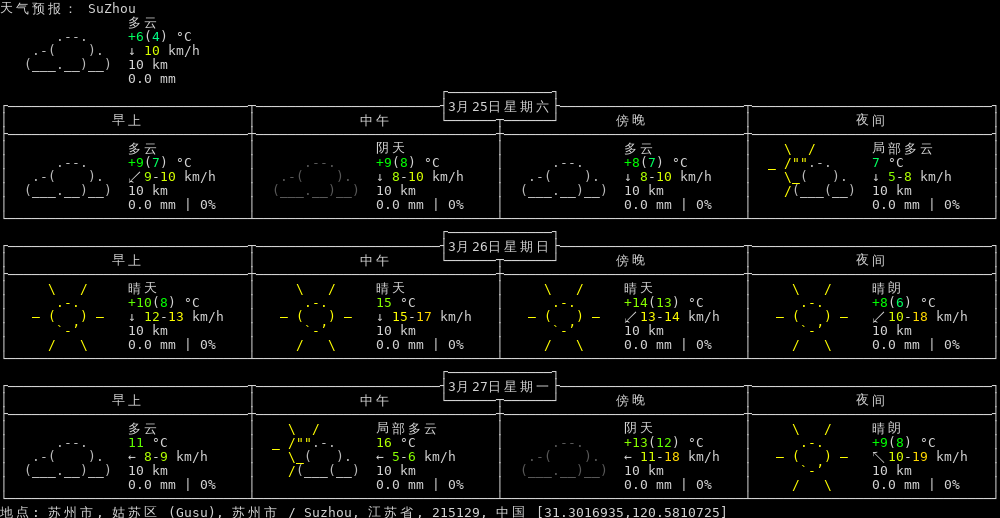 天气预报: SuZhou
多云
+6(4) °C
↓ 10 km/h
10 km
0.0 mm
3月25日星期六
早上 中午 傍晚 夜间
多云 阴天 多云 局部多云
+9(7) °C +9(8) °C +8(7) °C 7 °C
↙ 9-10 km/h ↓ 8-10 km/h ↓ 8-10 km/h ↓ 5-8 km/h
10 km 10 km 10 km 10 km
0.0 mm | 0% 0.0 mm | 0% 0.0 mm | 0% 0.0 mm | 0%
3月26日星期日
早上 中午 傍晚 夜间
晴天 晴天 晴天 晴朗
+10(8) °C 15 °C +14(13) °C +8(6) °C
↓ 12-13 km/h ↓ 15-17 km/h ↙ 13-14 km/h ↙ 10-18 km/h
10 km 10 km 10 km 10 km
0.0 mm | 0% 0.0 mm | 0% 0.0 mm | 0% 0.0 mm | 0%
3月27日星期一
早上 中午 傍晚 夜间
多云 局部多云 阴天 晴朗
11 °C 16 °C +13(12) °C +9(8) °C
← 8-9 km/h ← 5-6 km/h ← 11-18 km/h ↖ 10-19 km/h
10 km 10 km 10 km 10 km
0.0 mm | 0% 0.0 mm | 0% 0.0 mm | 0% 0.0 mm | 0%
地点: 苏州市, 姑苏区 (Gusu), 苏州市 / Suzhou, 江苏省, 215129, 中国 [31.3016935,120.5810725]